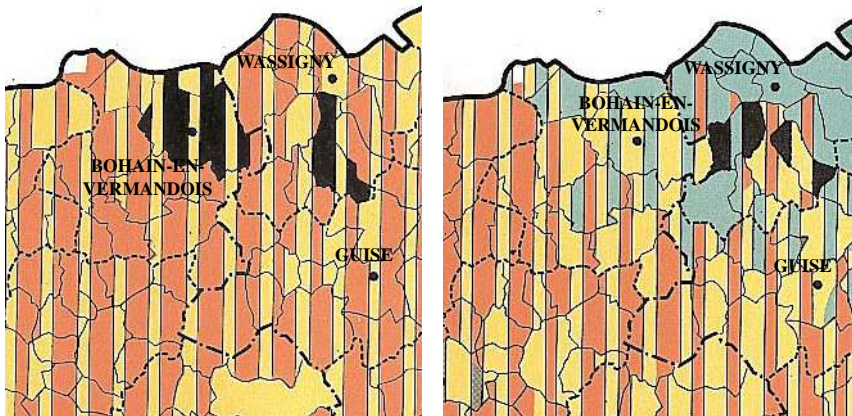 WASSIGNY
BOHAIN-EN-
VERMANDOIS
GUISE
WASSIGNY
BOHAIN-EN-
VERMANDOIS
GUISE